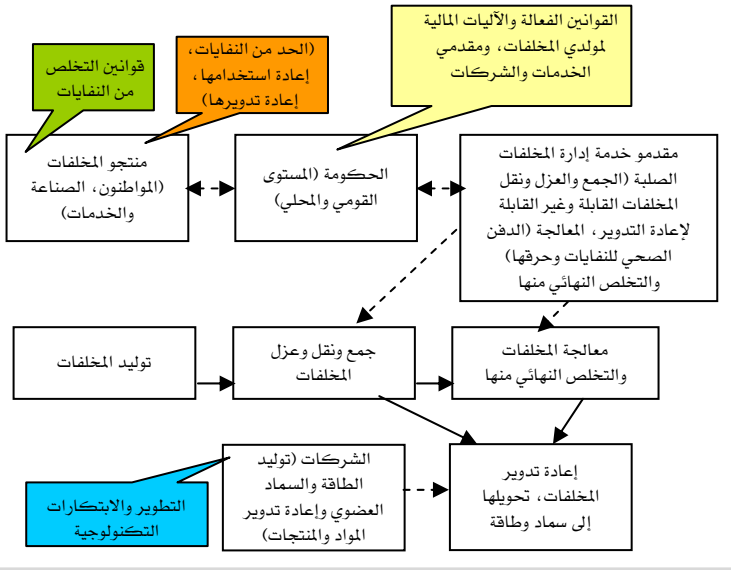 القوانين الفعالة والآليات المالية
لمولدي المخلفات، ومقدمي
الخدمات والشركات
(الحد من النفايات،
إعادة استخدامها،
إعادة تدويرها)
قوانين التخلص
من النفايات
مقدمو خدمة إدارة المخلفات
الصلبة (الجمع والعزل ونقل
المخلفات القابلة وغير القابلة
لإعادة التدوير، المعالجة (الدفن
الصحي للنفايات وحرقها)
والتخلص النهائي منها
الحكومة (المستوى
القومي والمحلي)
منتجو المخلفات
(المواطنون، الصناعة
والخدمات)
توليد المخلفات
جمع ونقل وعزل
المخلفات
معالجة المخلفات
والتخلص النهائي منها
إعادة تدوير
المخلفات، تحويلها
إلى سماد وطاقة
الشركات (توليد
الطاقة والسماد
العضوي وإعادة تدوير
المواد والمنتجات)
التطوير والابتكارات
التكنولوجية